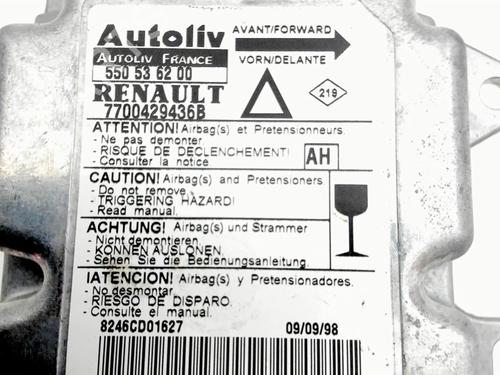 Autoliv
AVANT/FORWARD
AUTOLIV FRANCE
VORN/DELANTE
550 53 62 00
RENAULT
219
7700429436B
ATTENTION! Airbag(s) et Pretensionneurs.
- Ne pas demonter
- RISQUE DE DECLENCHEMENT!
- Consulter la notice
AH
CAUTION! Airbag(s) and Pretensioners
- Do not remove
- TRIGGERING HAZARD!
- Read manual.
ACHTUNG! Airbag(s) und Strammer
- Nicht demontieren.
- KONNEN AUSLOSEN
- Sehen Sie die Bedienungsanleitung.
IATENCION! Airbag(s) y Pretensionadores.
- No desmontar.
- RIESGO DE DISPARO.
- Consulte el manual.
8246CD01627
09/09/98